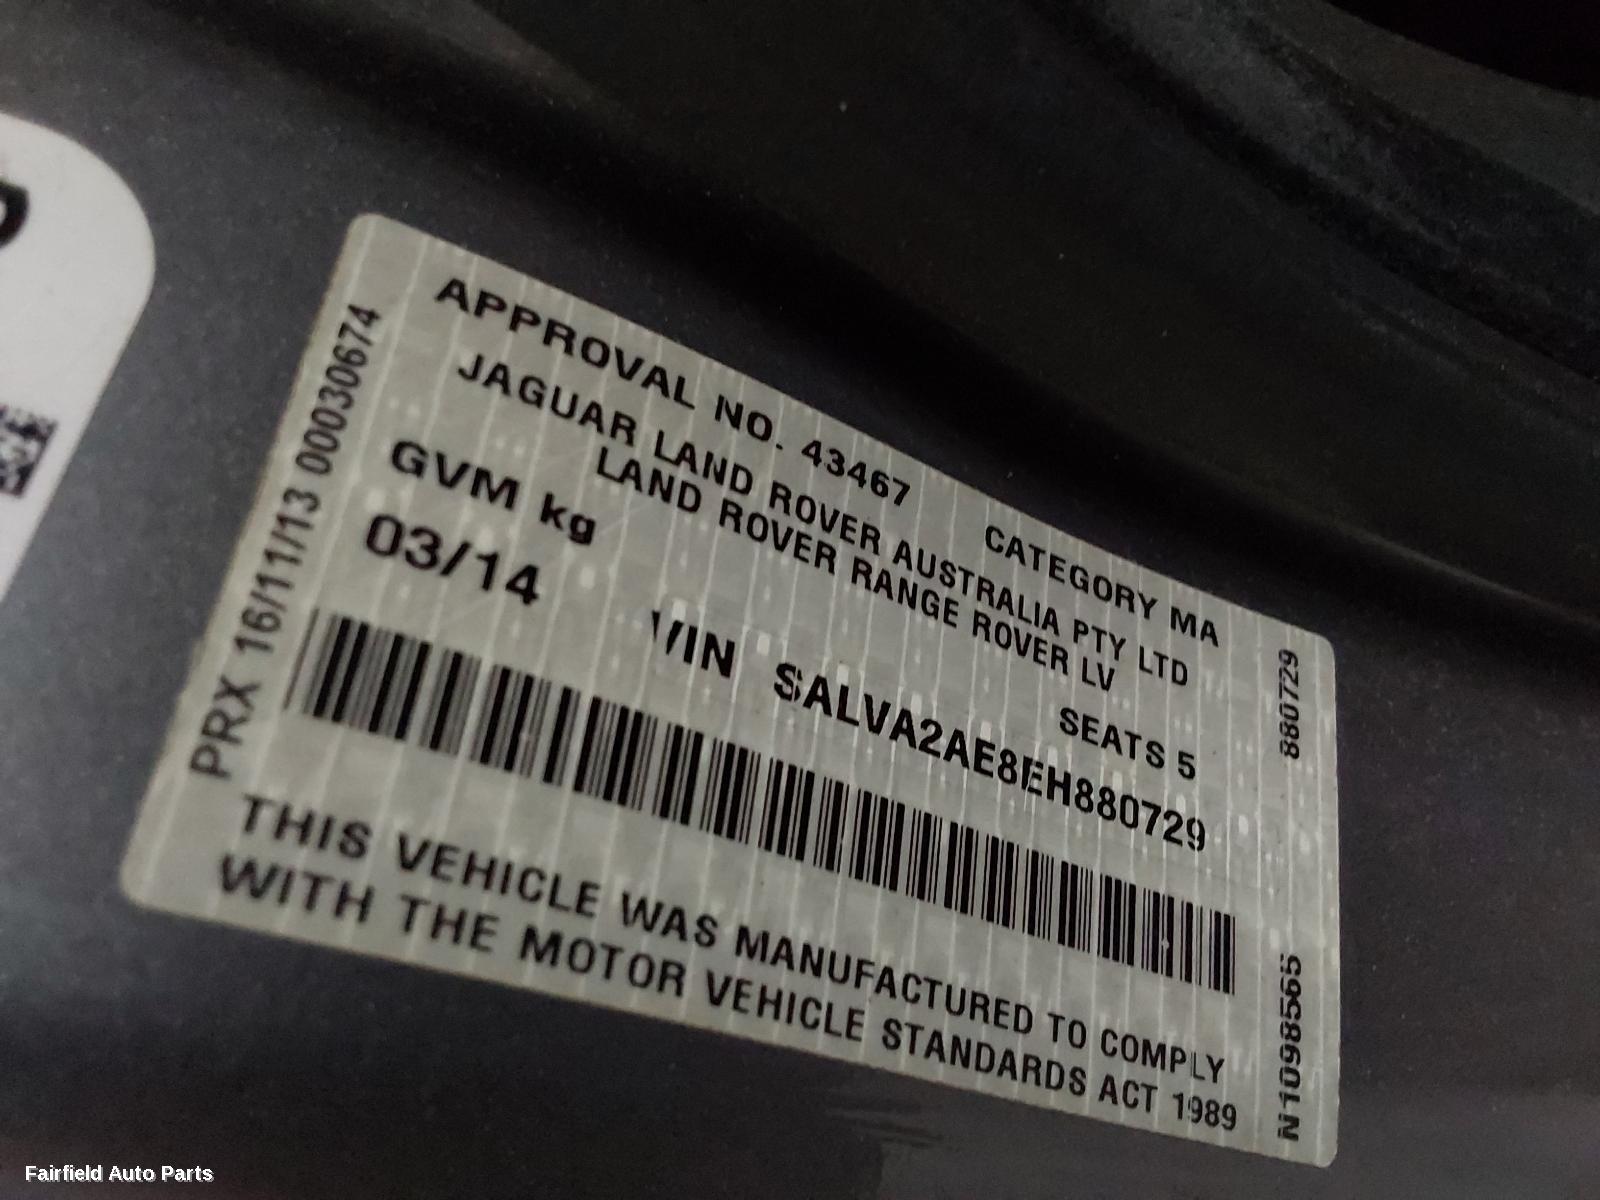 APPROVAL NO. 43467 CATEGORY MA
JAGUAR LAND ROVER AUSTRALIA PTY LTD
LAND ROVER RANGE ROVER LV
GVM kg SEATS 5
03/14 VIN SALVA2AE8EH880729
THIS VEHICLE WAS MANUFACTURED TO COMPLY
WITH THE MOTOR VEHICLE STANDARDS ACT 1989
PRX 16/11/13 00030674
880729
N1098565
Fairfield Auto Parts